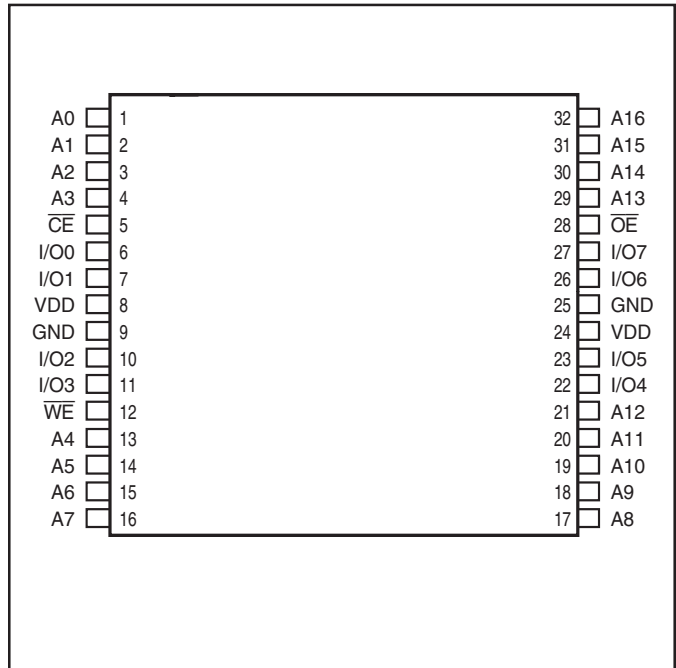 A0 1 32 A16
A1 2 31 A15
A2 3 30 A14
A3 4 29 A13
C̅E̅ 5 28 O̅E̅
I/O0 6 27 I/O7
I/O1 7 26 I/O6
VDD 8 25 GND
GND 9 24 VDD
I/O2 10 23 I/O5
I/O3 11 22 I/O4
W̅E̅ 12 21 A12
A4 13 20 A11
A5 14 19 A10
A6 15 18 A9
A7 16 17 A8